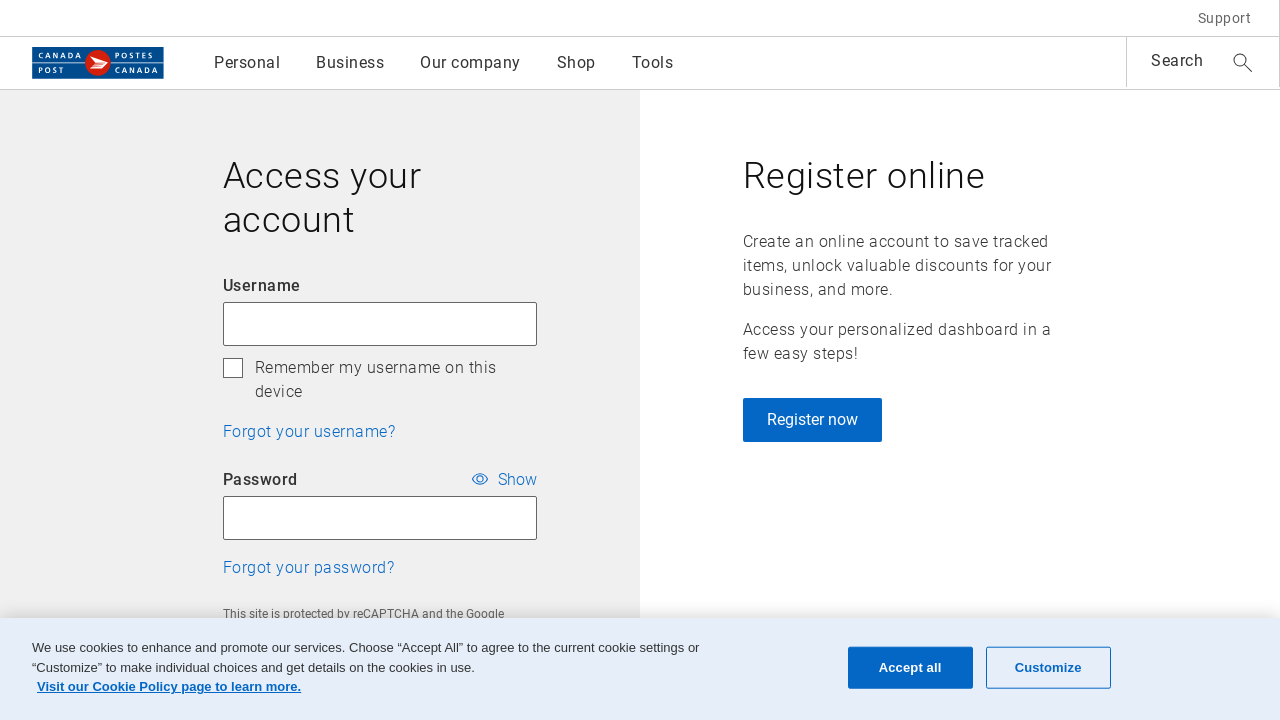 Support
CANADA POSTES
POST CANADA
Personal
Business
Our company
Shop
Tools
Search
Access your
account
Username
Remember my username on this
device
Forgot your username?
Password
Show
Forgot your password?
This site is protected by reCAPTCHA and the Google
Register online
Create an online account to save tracked
items, unlock valuable discounts for your
business, and more.
Access your personalized dashboard in a
few easy steps!
Register now
We use cookies to enhance and promote our services. Choose “Accept All” to agree to the current cookie settings or
“Customize” to make individual choices and get details on the cookies in use.
Visit our Cookie Policy page to learn more.
Accept all
Customize